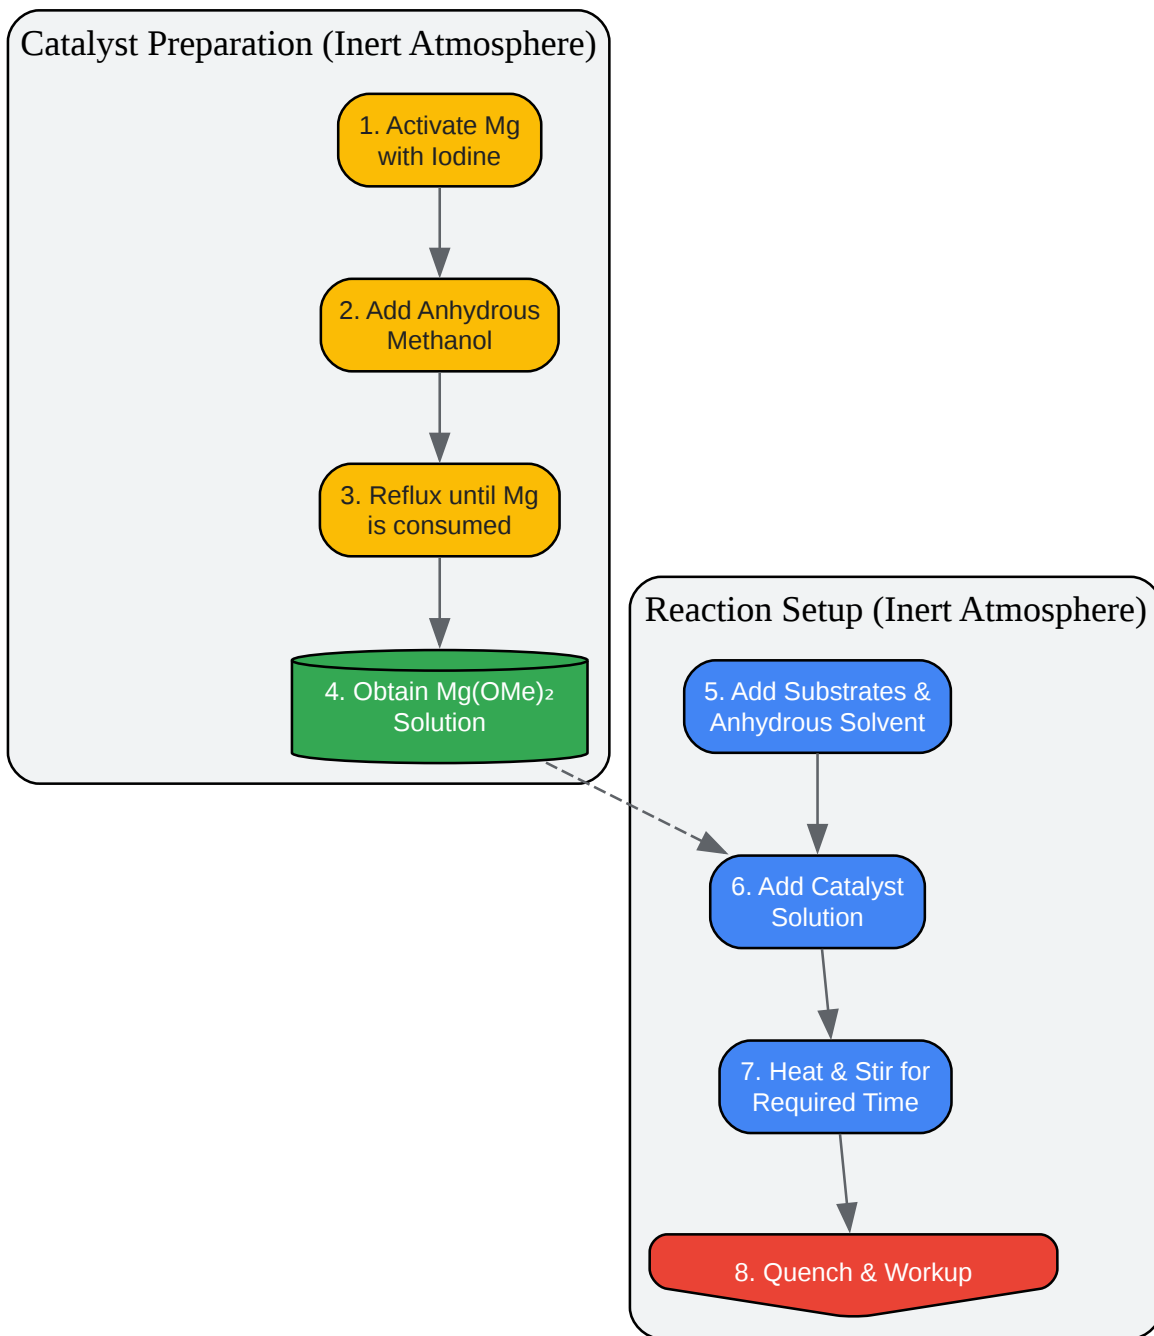 Catalyst Preparation (Inert Atmosphere)
1. Activate Mg
with Iodine
2. Add Anhydrous
Methanol
3. Reflux until Mg
is consumed
4. Obtain Mg(OMe)₂
Solution
Reaction Setup (Inert Atmosphere)
5. Add Substrates &
Anhydrous Solvent
6. Add Catalyst
Solution
7. Heat & Stir for
Required Time
8. Quench & Workup